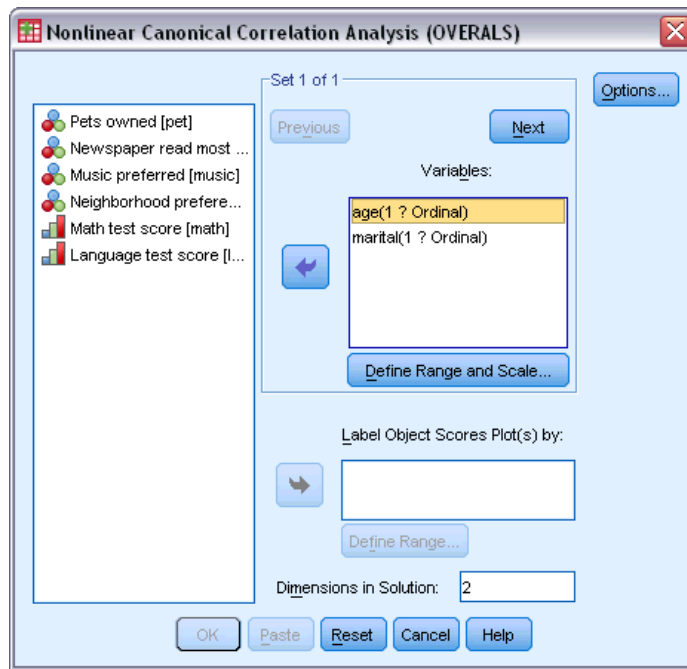 Nonlinear Canonical Correlation Analysis (OVERALS)
Set 1 of 1
Options...
Pets owned [pet]
Newspaper read most ...
Music preferred [music]
Neighborhood prefere...
Math test score [math]
Language test score [l...
Previous
Next
Variables:
age(1 ? Ordinal)
marital(1 ? Ordinal)
Define Range and Scale...
Label Object Scores Plot(s) by:
Define Range...
Dimensions in Solution:
2
OK
Paste
Reset
Cancel
Help